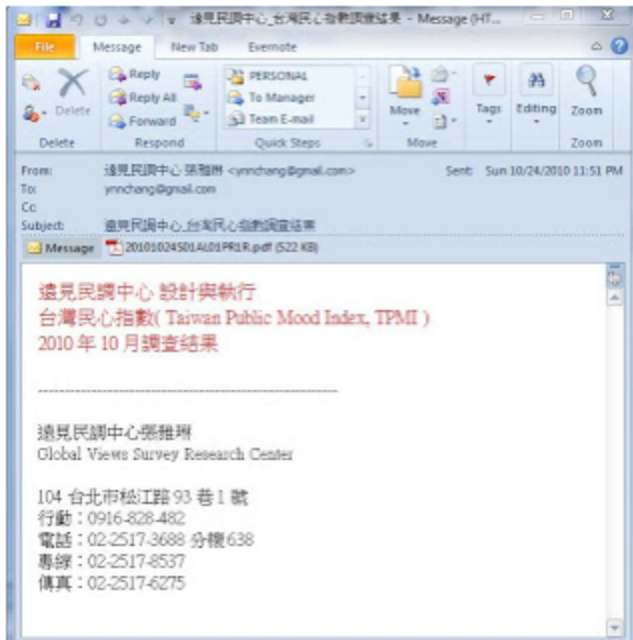 遠見民調中心_台灣民心指數調查結果 - Message (HT...
File Message New Tab Evernote
Delete
Reply
Reply All
Forward
PERSONAL
To Manager
Team E-mail
Move
Tags
Editing
Zoom
Delete Respond Quick Steps Move Zoom
From: 遠見民調中心 張雅琳 <ynnchang@gmail.com> Sent: Sun 10/24/2010 11:51 PM
To: ynnchang@gmail.com
Cc:
Subject: 遠見民調中心_台灣民心指數調查結果
Message 20101024S01AL01PR1R.pdf (522 KB)
遠見民調中心 設計與執行
台灣民心指數( Taiwan Public Mood Index, TPMI )
2010 年 10 月調查結果
--------------------------------------------------------
遠見民調中心張雅琳
Global Views Survey Research Center
104 台北市松江路 93 巷 1 號
行動：0916-828-482
電話：02-2517-3688 分機 638
專線：02-2517-8537
傳真：02-2517-6275